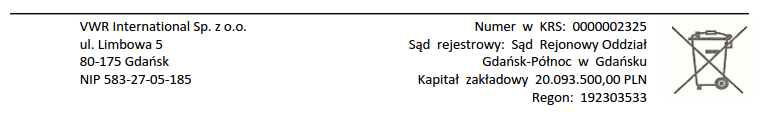 VWR International Sp. z o.o.
ul. Limbowa 5
80-175 Gdańsk
NIP 583-27-05-185
Numer w KRS: 0000002325
Sąd rejestrowy: Sąd Rejonowy Oddział
Gdańsk-Północ w Gdańsku
Kapitał zakładowy 20.093.500,00 PLN
Regon: 192303533